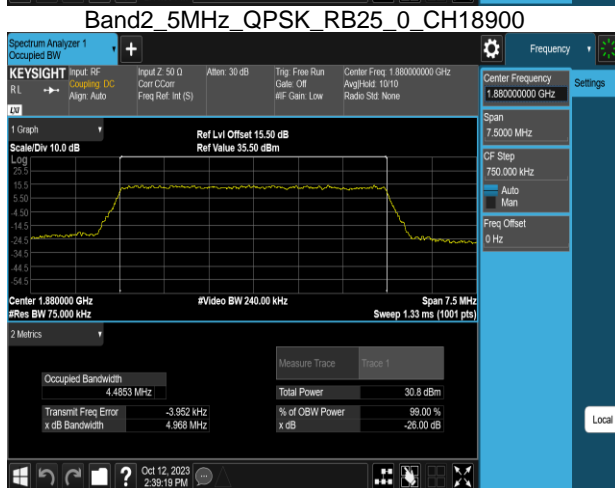 Band2_5MHz_QPSK_RB25_0_CH18900
Spectrum Analyzer 1
Occupied BW
+
Frequency
KEYSIGHT
RL
LXI
Input: RF
Coupling: DC
Align: Auto
Input Z: 50 Ω
Corr CCorr
Freq Ref: Int (S)
Atten: 30 dB
Trig: Free Run
Gate: Off
#IF Gain: Low
Center Freq: 1.880000000 GHz
Avg|Hold: 10/10
Radio Std: None
Center Frequency
1.880000000 GHz
Settings
Span
7.5000 MHz
CF Step
750.000 kHz
Auto
Man
Freq Offset
0 Hz
Local
1 Graph
Scale/Div 10.0 dB
Ref Lvl Offset 15.50 dB
Ref Value 35.50 dBm
Log
25.5
15.5
5.50
-4.50
-14.5
-24.5
-34.5
-44.5
-54.5
Center 1.880000 GHz
#Res BW 75.000 kHz
#Video BW 240.00 kHz
Span 7.5 MHz
Sweep 1.33 ms (1001 pts)
2 Metrics
Measure Trace
Trace 1
Occupied Bandwidth
4.4853 MHz
Total Power
30.8 dBm
Transmit Freq Error
-3.952 kHz
% of OBW Power
99.00 %
x dB Bandwidth
4.968 MHz
x dB
-26.00 dB
?
Oct 12, 2023
2:39:19 PM